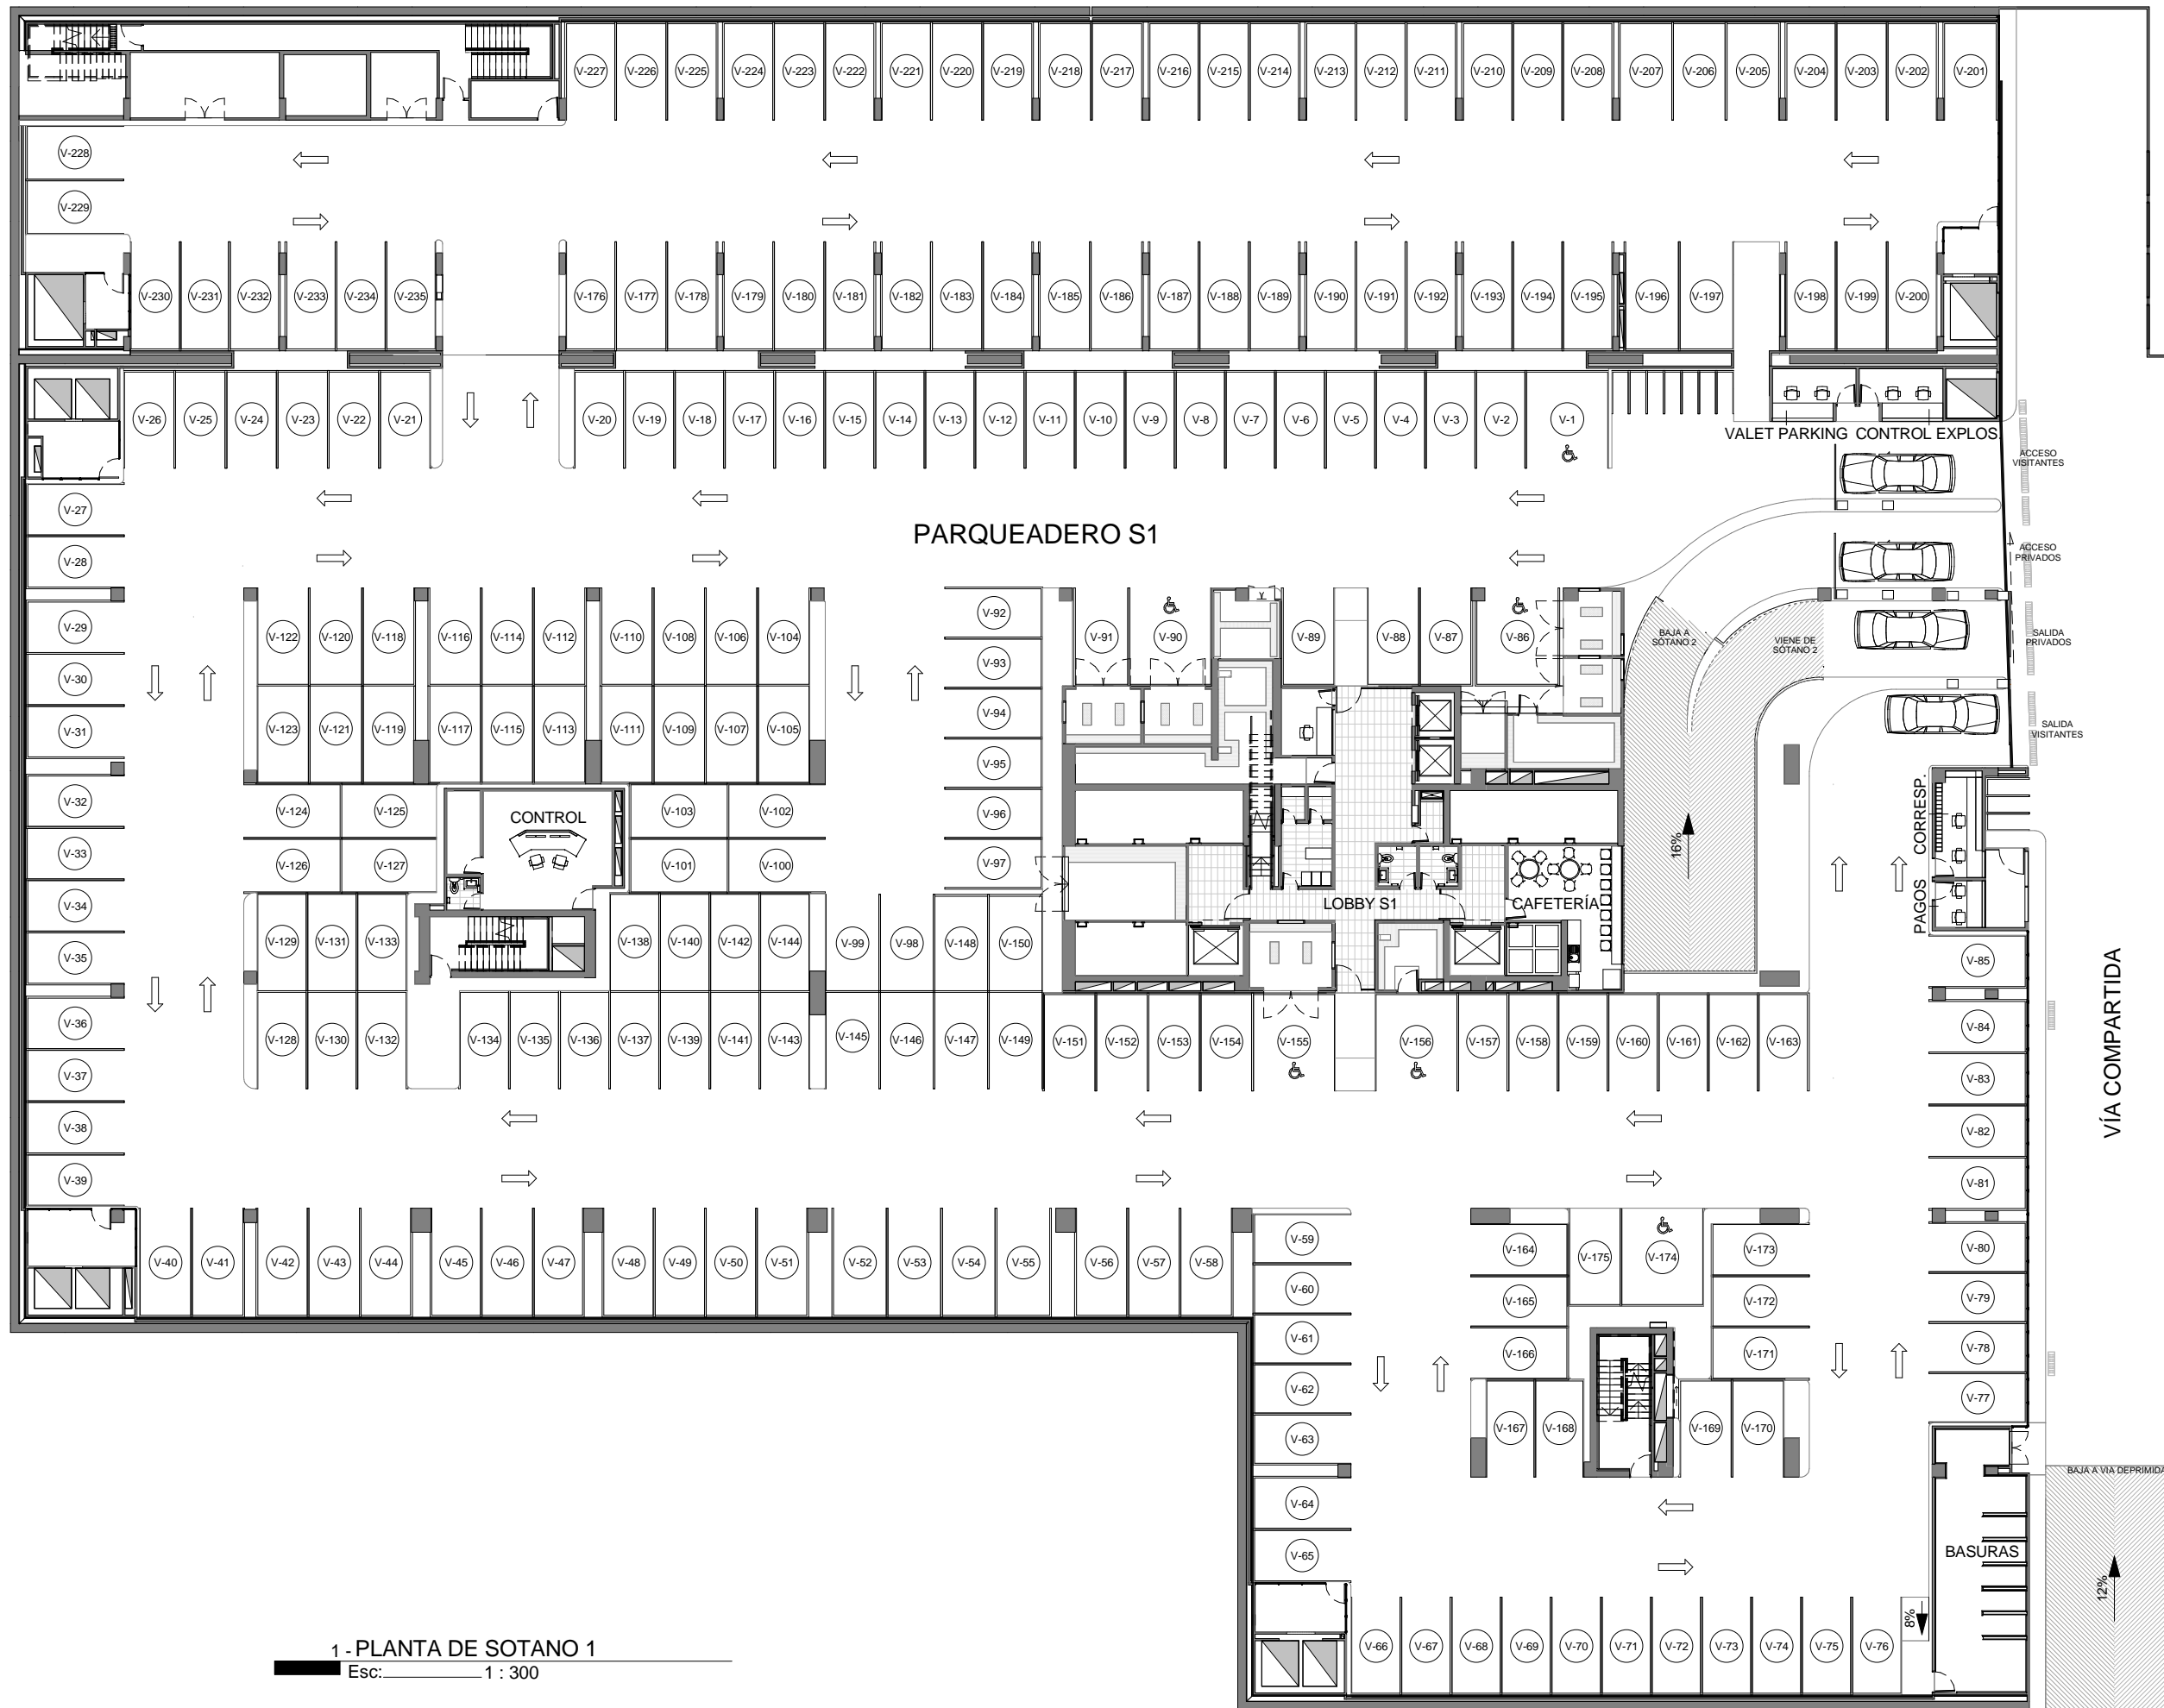 V-227 V-226 V-225 V-224 V-223 V-222 V-221 V-220 V-219 V-218 V-217 V-216 V-215 V-214 V-213 V-212 V-211 V-210 V-209 V-208 V-207 V-206 V-205 V-204 V-203 V-202 V-201
V-228
V-229
V-230 V-231 V-232 V-233 V-234 V-235 V-176 V-177 V-178 V-179 V-180 V-181 V-182 V-183 V-184 V-185 V-186 V-187 V-188 V-189 V-190 V-191 V-192 V-193 V-194 V-195 V-196 V-197 V-198 V-199 V-200
V-26 V-25 V-24 V-23 V-22 V-21 V-20 V-19 V-18 V-17 V-16 V-15 V-14 V-13 V-12 V-11 V-10 V-9 V-8 V-7 V-6 V-5 V-4 V-3 V-2 V-1
VALET PARKING CONTROL EXPLOS.
ACCESO
VISITANTES
V-27
PARQUEADERO S1
ACCESO
PRIVADOS
V-28
V-29
V-122 V-120 V-118 V-116 V-114 V-112 V-110 V-108 V-106 V-104
V-92
V-91 V-90 V-89 V-88 V-87 V-86
BAJA A
SÓTANO 2
VIENE DE
SÓTANO 2
SALIDA
PRIVADOS
V-93
V-30
V-31
V-123 V-121 V-119 V-117 V-115 V-113 V-111 V-109 V-107 V-105
V-94
SALIDA
VISITANTES
V-95
V-32
V-124 V-125
CONTROL
V-103 V-102
V-96
CORRESP.
16%
V-33
V-126 V-127
V-101 V-100
V-97
PAGOS
LOBBY S1
CAFETERÍA
V-34
V-129 V-131 V-133 V-138 V-140 V-142 V-144 V-99 V-98 V-148 V-150
V-35
V-85
VÍA COMPARTIDA
V-36
V-128 V-130 V-132 V-134 V-135 V-136 V-137 V-139 V-141 V-143 V-145 V-146 V-147 V-149 V-151 V-152 V-153 V-154 V-155 V-156 V-157 V-158 V-159 V-160 V-161 V-162 V-163
V-84
V-37
V-83
V-38
V-82
V-39
V-81
V-40 V-41 V-42 V-43 V-44 V-45 V-46 V-47 V-48 V-49 V-50 V-51 V-52 V-53 V-54 V-55 V-56 V-57 V-58
V-59
V-164 V-175 V-174 V-173
V-80
V-60
V-165 V-172
V-79
V-61
V-166 V-171
V-78
V-62
V-77
V-63
V-167 V-168 V-169 V-170
BAJA A VIA DEPRIMIDA
V-64
V-65
BASURAS
12%
8%
V-66 V-67 V-68 V-69 V-70 V-71 V-72 V-73 V-74 V-75 V-76
1 - PLANTA DE SOTANO 1
Esc: 1 : 300